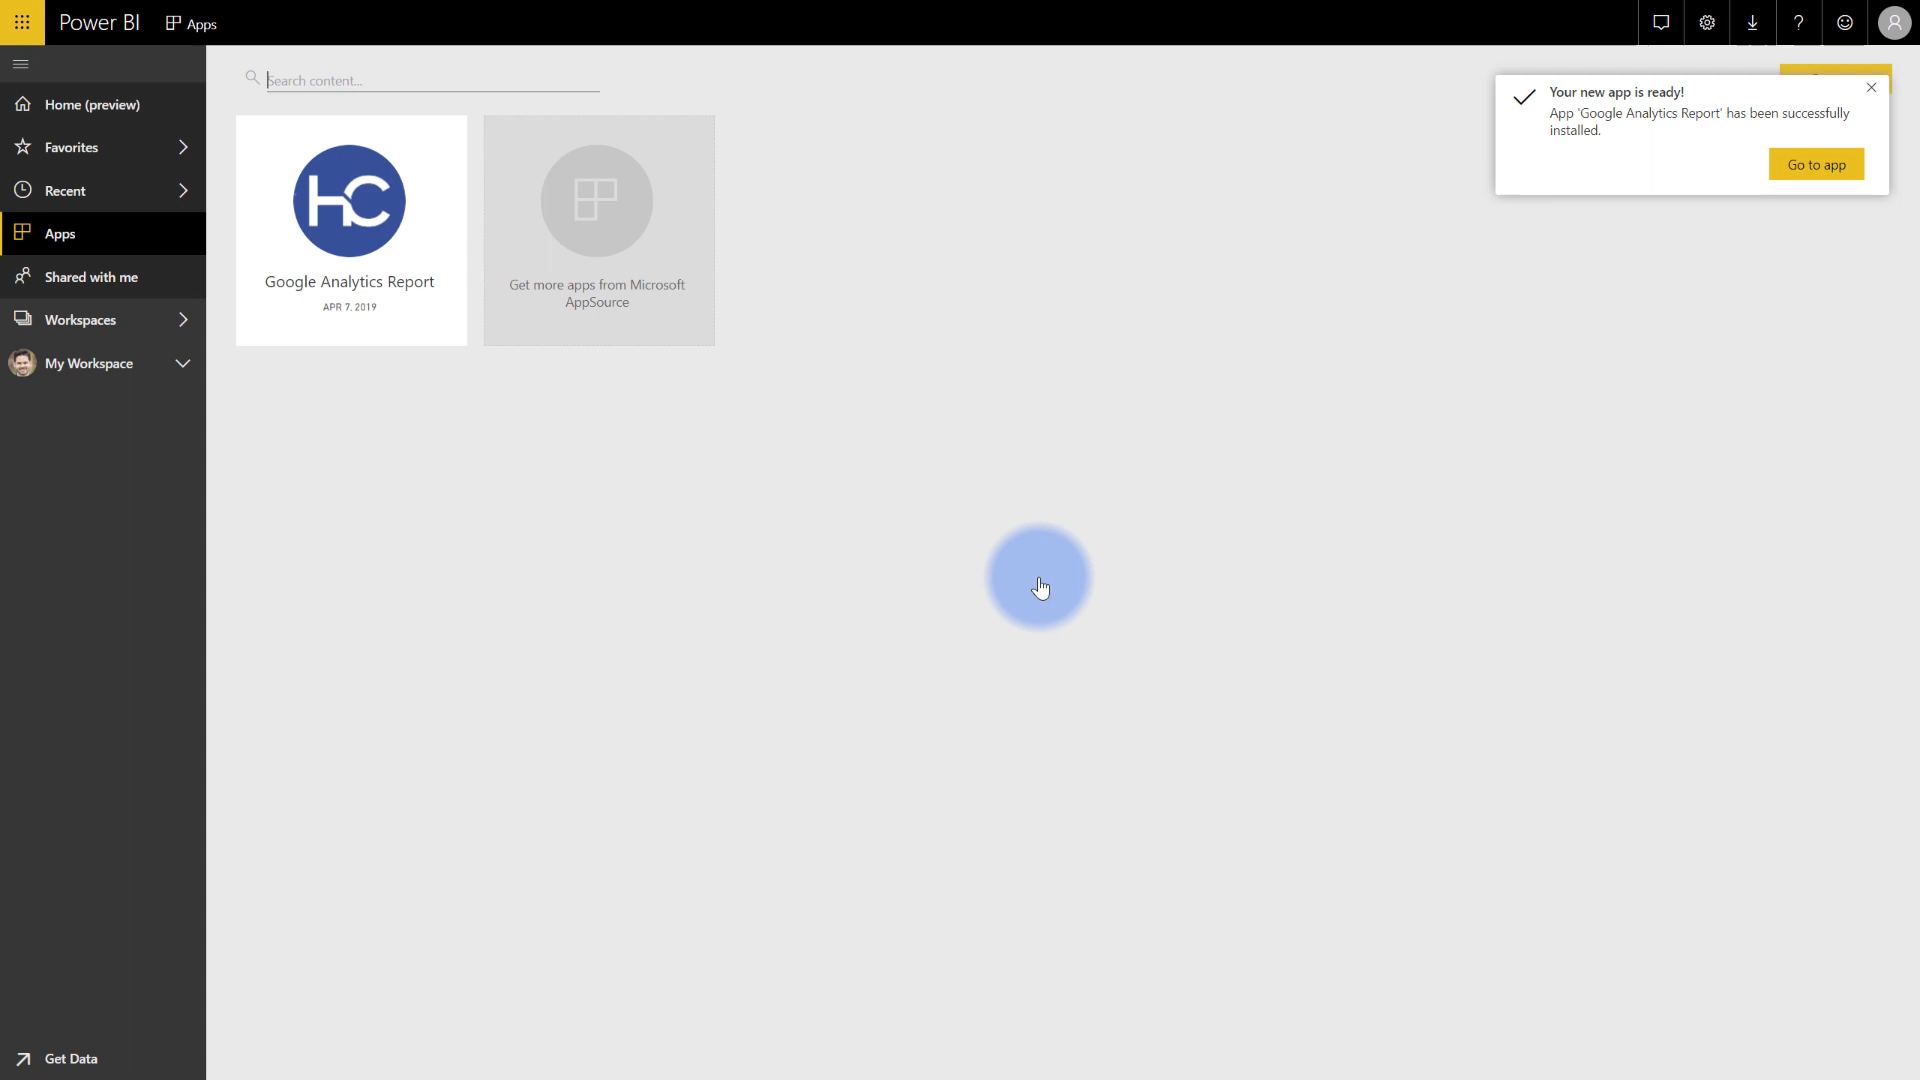 Power BI
Apps
Search content...
Your new app is ready!
App 'Google Analytics Report' has been successfully
installed.
Go to app
Home (preview)
Favorites
Recent
Apps
Shared with me
Workspaces
My Workspace
Get Data
HC
Google Analytics Report
APR 7, 2019
Get more apps from Microsoft
AppSource